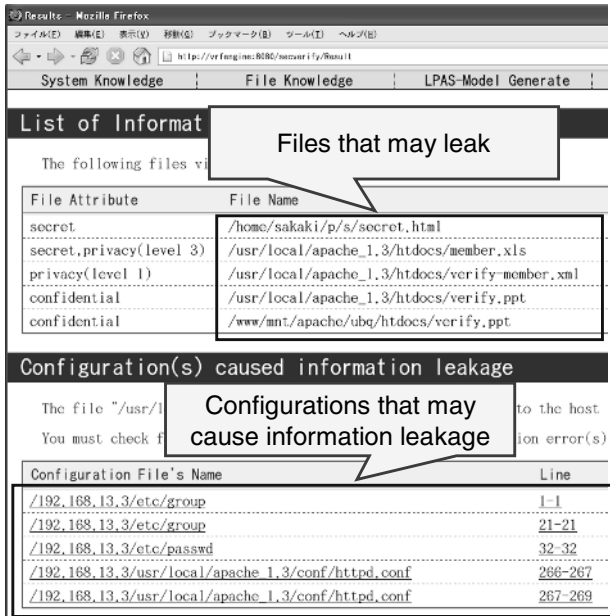 Results - Mozilla Firefox
ファイル(F) 編集(E) 表示(V) 移動(G) ブックマーク(B) ツール(T) ヘルプ(H)
http://vrfengine:8080/secverify/Result
System Knowledge File Knowledge LPAS-Model Generate
List of Informat
Files that may leak
The following files vi
File Attribute File Name
secret /home/sakaki/p/s/secret.html
secret,privacy(level 3) /usr/local/apache_1.3/htdocs/member.xls
privacy(level 1) /usr/local/apache_1.3/htdocs/verify-member.xml
confidential /usr/local/apache_1.3/htdocs/verify.ppt
confidential /www/mnt/apache/ubq/htdocs/verify.ppt
Configuration(s) caused information leakage
The file "/usr/l to the host
Configurations that may
cause information leakage
You must check f ion error(s)
Configuration File's Name Line
/192.168.13.3/etc/group 1-1
/192.168.13.3/etc/group 21-21
/192.168.13.3/etc/passwd 32-32
/192.168.13.3/usr/local/apache_1.3/conf/httpd.conf 266-267
/192.168.13.3/usr/local/apache_1.3/conf/httpd.conf 267-269